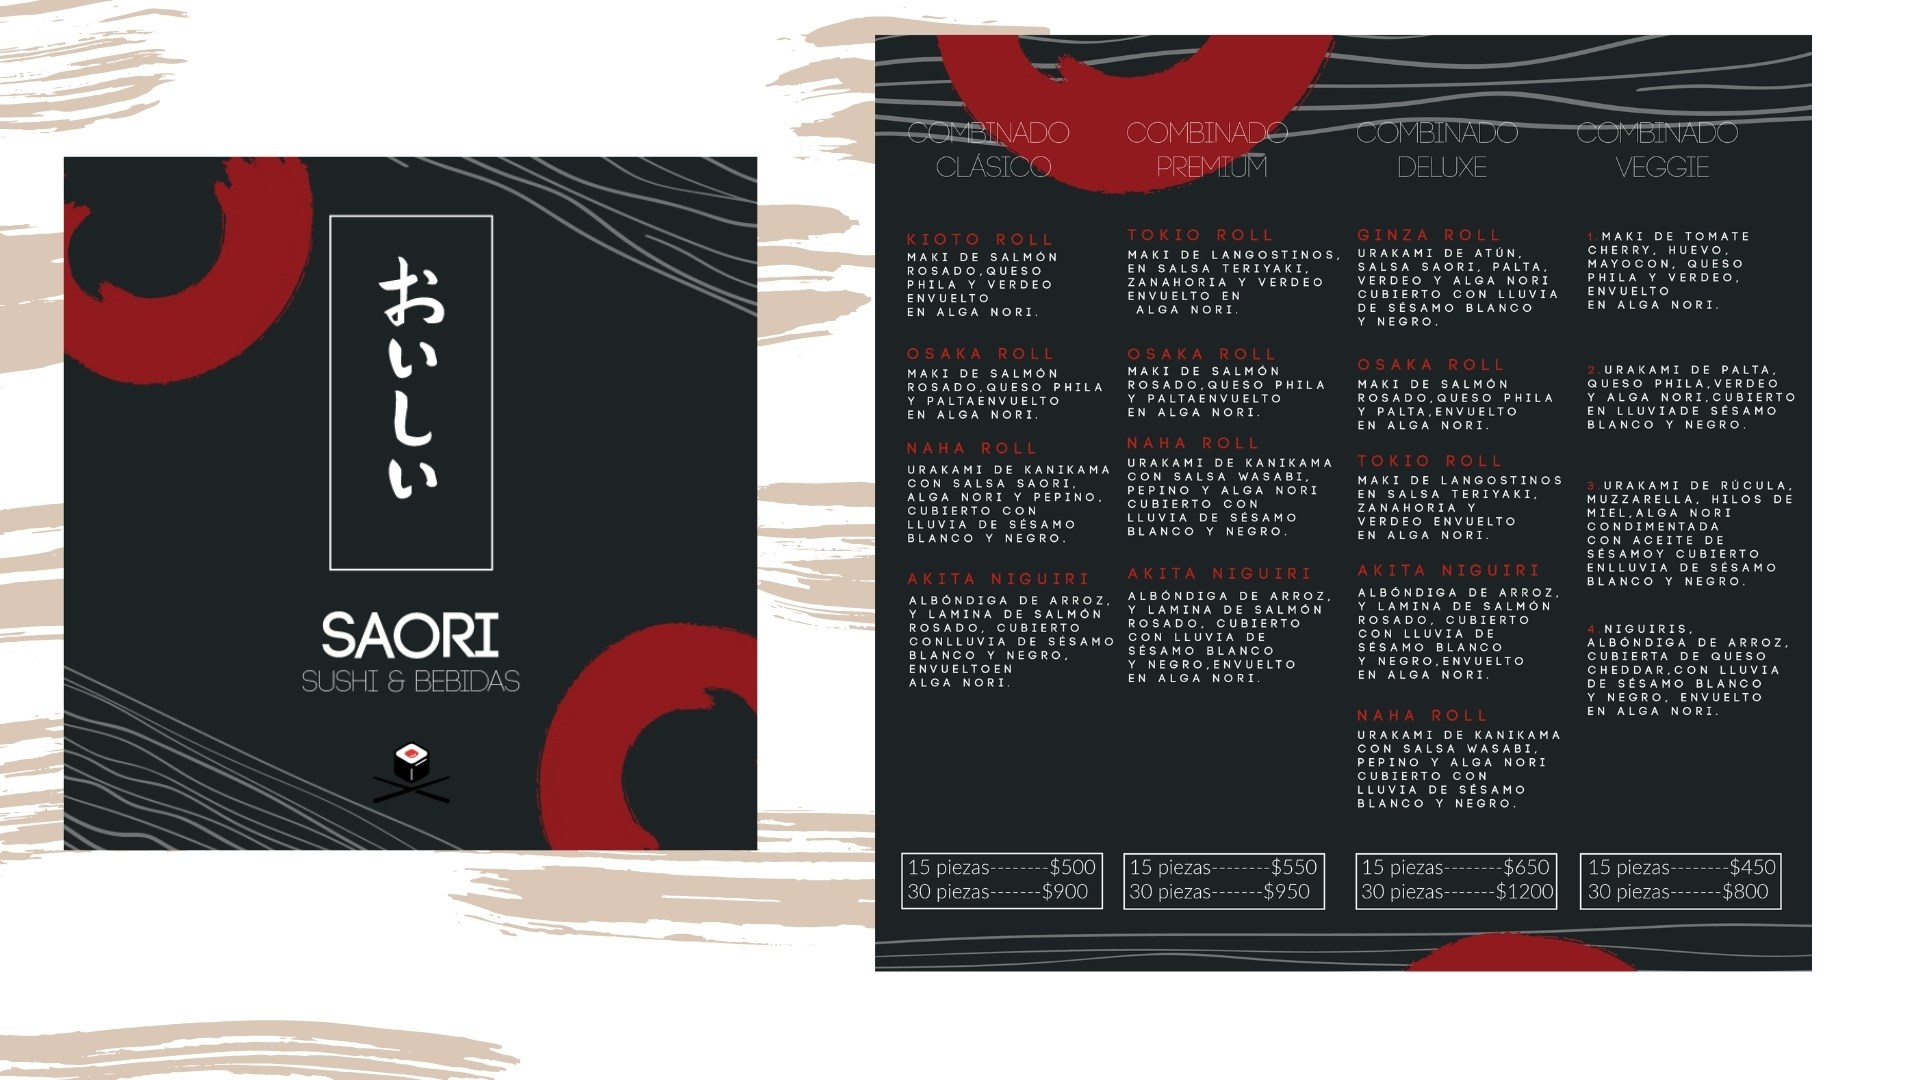 おいしい
SAORI
SUSHI & BEBIDAS
COMBINADO
CLÁSICO
KIOTO ROLL
MAKI DE SALMÓN
ROSADO,QUESO
PHILA Y VERDEO
ENVUELTO
EN ALGA NORI.
OSAKA ROLL
MAKI DE SALMÓN
ROSADO,QUESO PHILA
Y PALTAENVUELTO
EN ALGA NORI.
NAHA ROLL
URAKAMI DE KANIKAMA
CON SALSA SAORI,
ALGA NORI Y PEPINO,
CUBIERTO CON
LLUVIA DE SÉSAMO
BLANCO Y NEGRO.
AKITA NIGUIRI
ALBÓNDIGA DE ARROZ,
Y LAMINA DE SALMÓN
ROSADO, CUBIERTO
CONLLUVIA DE SÉSAMO
BLANCO Y NEGRO,
ENVUELTOEN
ALGA NORI.
15 piezas-------$500
30 piezas------$900
COMBINADO
PREMIUM
TOKIO ROLL
MAKI DE LANGOSTINOS,
EN SALSA TERIYAKI,
ZANAHORIA Y VERDEO
ENVUELTO EN
ALGA NORI.
OSAKA ROLL
MAKI DE SALMÓN
ROSADO,QUESO PHILA
Y PALTAENVUELTO
EN ALGA NORI.
NAHA ROLL
URAKAMI DE KANIKAMA
CON SALSA WASABI,
PEPINO Y ALGA NORI
CUBIERTO CON
LLUVIA DE SÉSAMO
BLANCO Y NEGRO.
AKITA NIGUIRI
ALBÓNDIGA DE ARROZ,
Y LAMINA DE SALMÓN
ROSADO, CUBIERTO
CON LLUVIA DE
SÉSAMO BLANCO
Y NEGRO,ENVUELTO
EN ALGA NORI.
15 piezas-------$550
30 piezas------$950
COMBINADO
DELUXE
GINZA ROLL
URAKAMI DE ATÚN,
SALSA SAORI, PALTA,
VERDEO Y ALGA NORI
CUBIERTO CON LLUVIA
DE SÉSAMO BLANCO
Y NEGRO.
OSAKA ROLL
MAKI DE SALMÓN
ROSADO,QUESO PHILA
Y PALTA,ENVUELTO
EN ALGA NORI.
TOKIO ROLL
MAKI DE LANGOSTINOS
EN SALSA TERIYAKI,
ZANAHORIA Y
VERDEO ENVUELTO
EN ALGA NORI.
AKITA NIGUIRI
ALBÓNDIGA DE ARROZ,
Y LAMINA DE SALMÓN
ROSADO, CUBIERTO
CON LLUVIA DE
SÉSAMO BLANCO
Y NEGRO,ENVUELTO
EN ALGA NORI.
NAHA ROLL
URAKAMI DE KANIKAMA
CON SALSA WASABI,
PEPINO Y ALGA NORI
CUBIERTO CON
LLUVIA DE SÉSAMO
BLANCO Y NEGRO.
15 piezas-------$650
30 piezas------$1200
COMBINADO
VEGGIE
1.MAKI DE TOMATE
CHERRY, HUEVO,
MAYOCON, QUESO
PHILA Y VERDEO,
ENVUELTO
EN ALGA NORI.
2.URAKAMI DE PALTA,
QUESO PHILA,VERDEO
Y ALGA NORI,CUBIERTO
EN LLUVIADE SÉSAMO
BLANCO Y NEGRO.
3.URAKAMI DE RÚCULA,
MUZZARELLA, HILOS DE
MIEL,ALGA NORI
CONDIMENTADA
CON ACEITE DE
SÉSAMOY CUBIERTO
ENLLUVIA DE SÉSAMO
BLANCO Y NEGRO.
4.NIGUIRIS,
ALBÓNDIGA DE ARROZ,
CUBIERTA DE QUESO
CHEDDAR,CON LLUVIA
DE SÉSAMO BLANCO
Y NEGRO, ENVUELTO
EN ALGA NORI.
15 piezas-------$450
30 piezas------$800